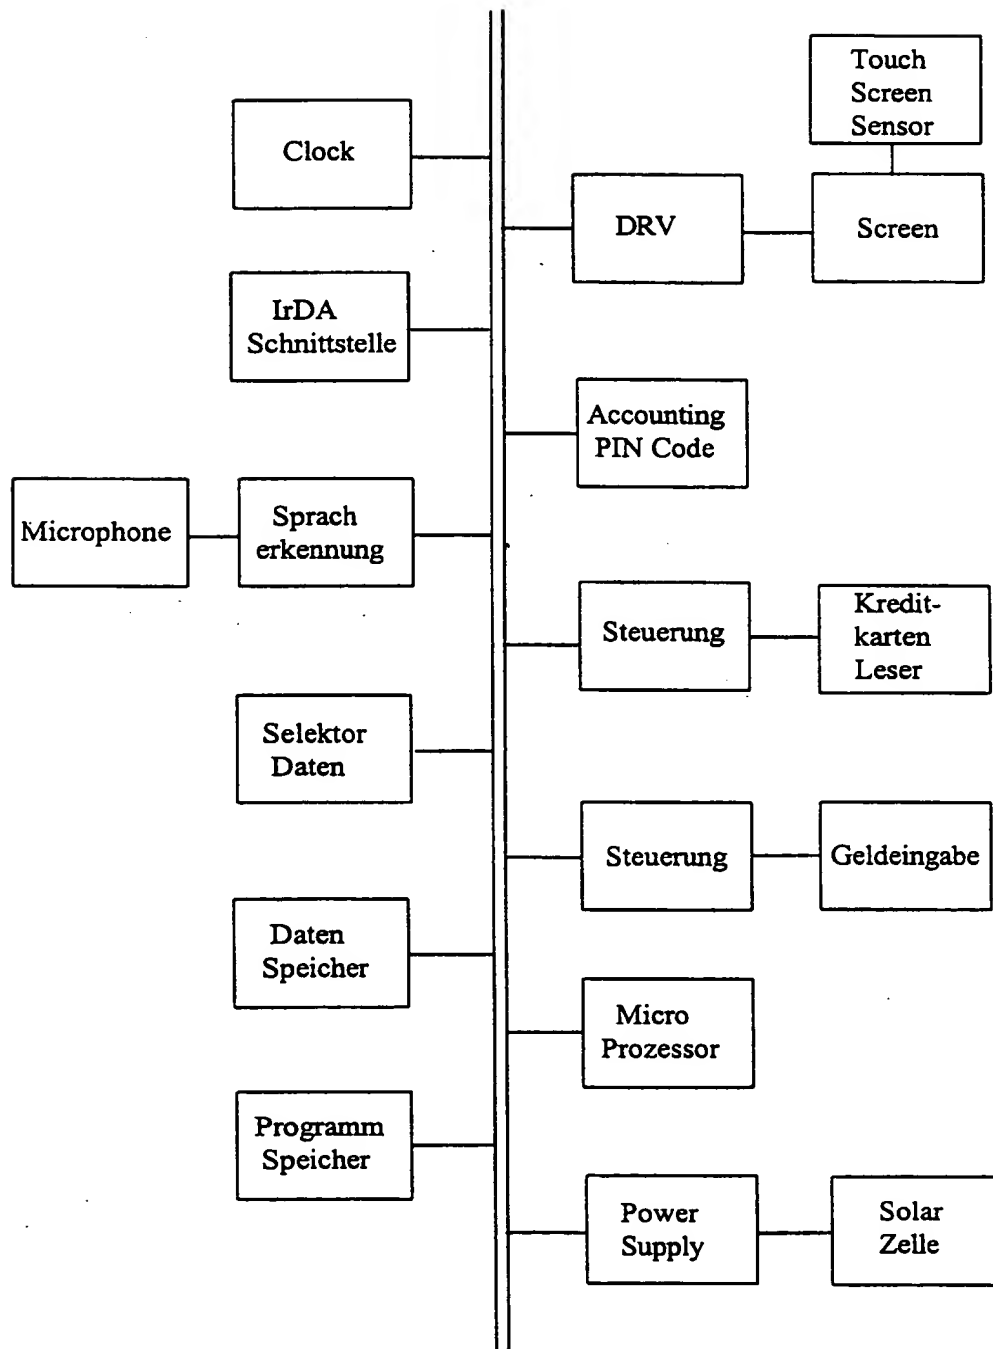 Touch
Screen
Sensor
Clock
DRV
Screen
IrDA
Schnittstelle
Accounting
PIN Code
Microphone
Sprach
erkennung
Steuerung
Kredit-
karten
Leser
Selektor
Daten
Steuerung
Geldeingabe
Daten
Speicher
Micro
Prozessor
Programm
Speicher
Power
Supply
Solar
Zelle